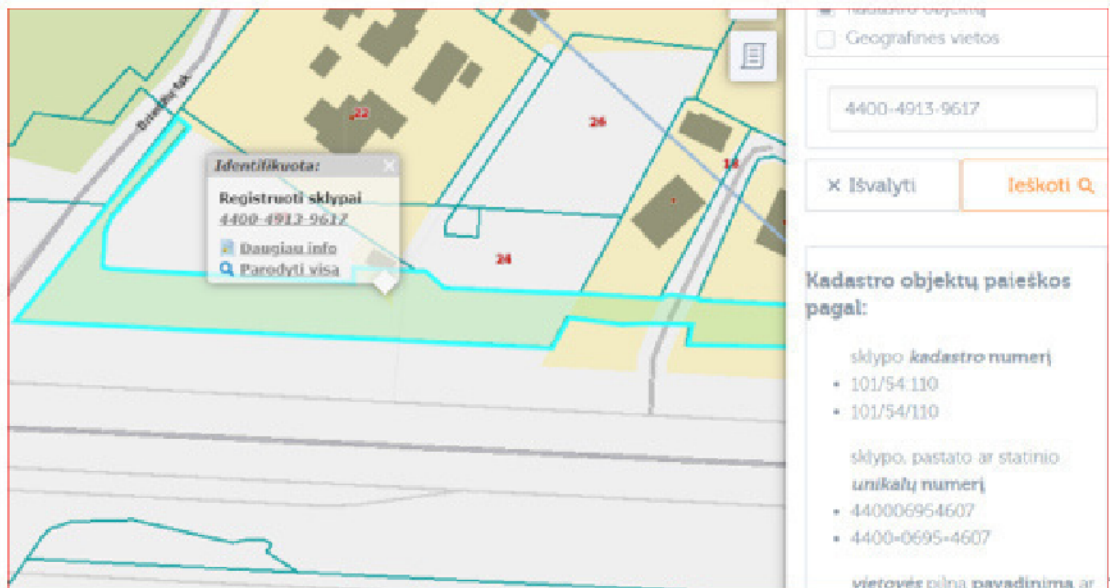 22
26
18
24
Identifikuota:
Registruoti sklypai
4400-4913-9617
Daugiau info
Parodyti visa
Kadastro objektų
Geografinės vietos
4400-4913-9617
× Išvalyti
Ieškoti
Kadastro objektų paieškos
pagal:
sklypo kadastro numerį
• 101/54:110
• 101/54/110
sklypo, pastato ar statinio
unikalų numerį
• 440006954607
• 4400-0695-4607
vietovės pilną pavadinimą ar